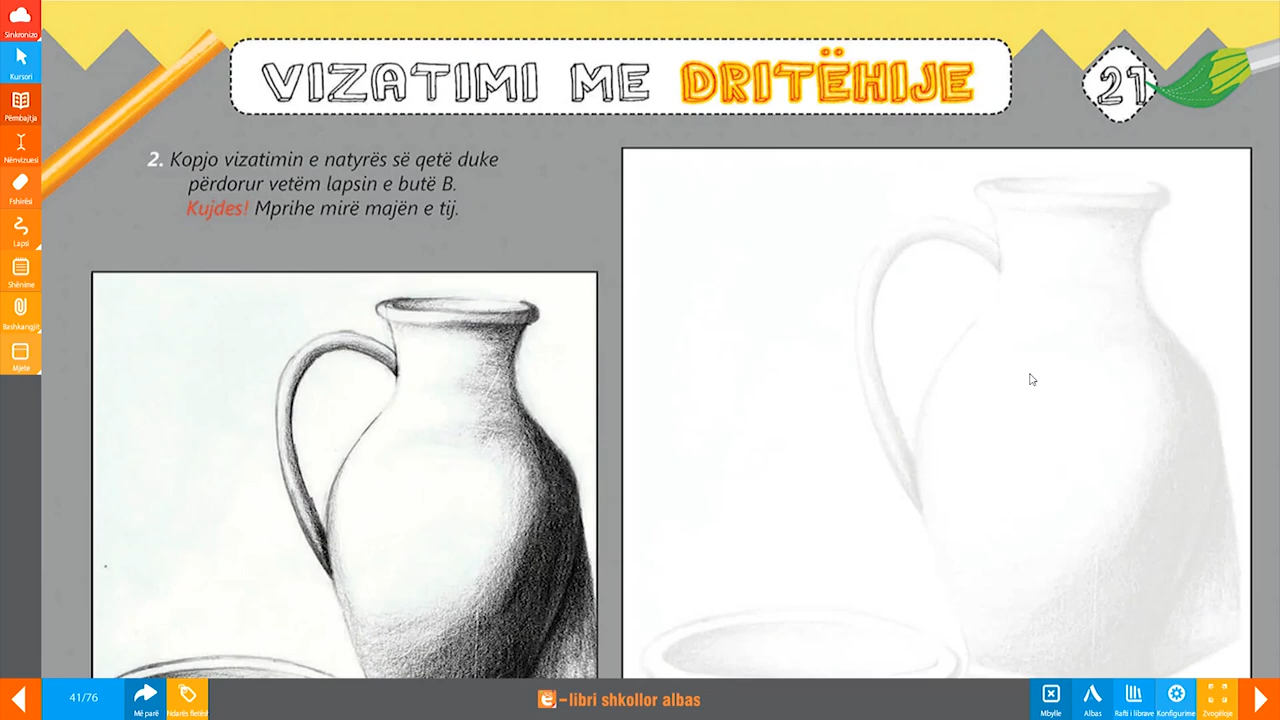 Sinkronizo
Kursori
Përmbajtja
Nënvizuesi
Fshirësi
Lapsi
Shënime
Bashkangjit
Mjete
VIZATIMI ME DRITËHIJE
21
2. Kopjo vizatimin e natyrës së qetë duke
përdorur vetëm lapsin e butë B.
Kujdes! Mprihe mirë majën e tij.
41/76
Më parë
Ndarës fletësh
e-libri shkollor albas
Mbylle
Albas
Rafti i librave
Konfigurime
Zvogëloje